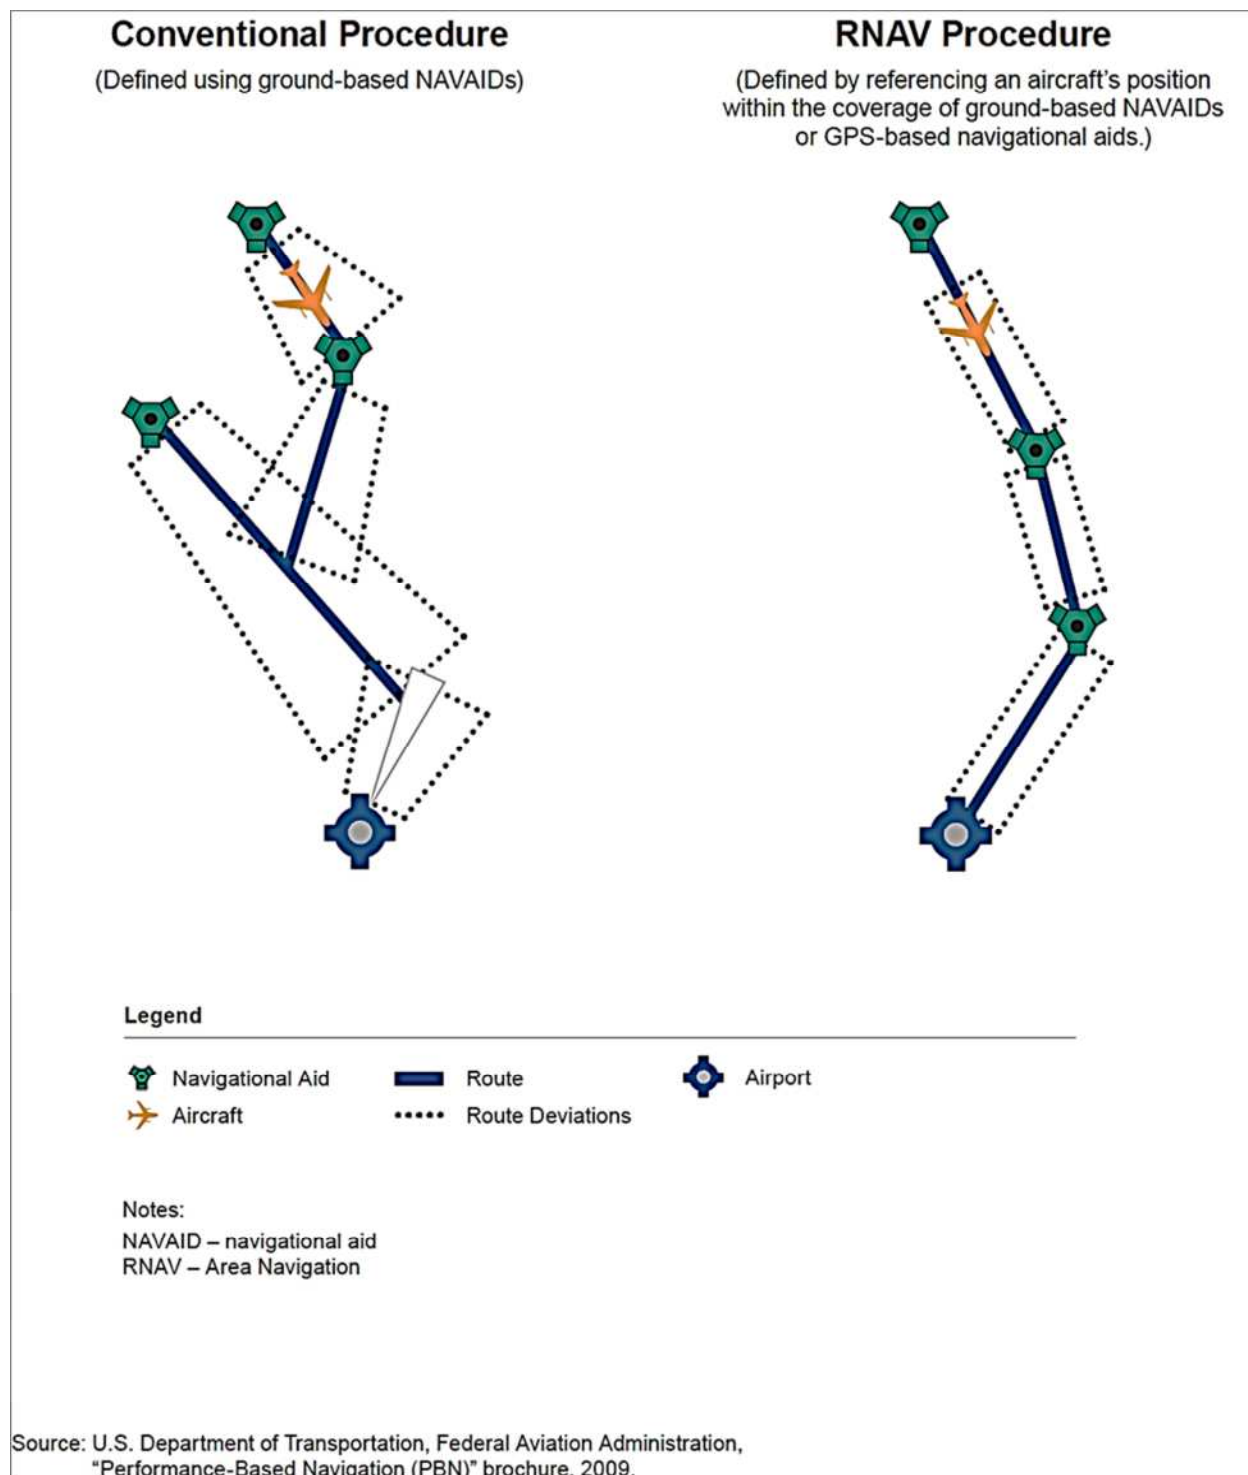 Conventional Procedure
(Defined using ground-based NAVAIDs)
RNAV Procedure
(Defined by referencing an aircraft's position
within the coverage of ground-based NAVAIDs
or GPS-based navigational aids.)
Legend
Navigational Aid
Route
Airport
Aircraft
Route Deviations
Notes:
NAVAID – navigational aid
RNAV – Area Navigation
Source: U.S. Department of Transportation, Federal Aviation Administration,
“Performance-Based Navigation (PBN)” brochure, 2009.